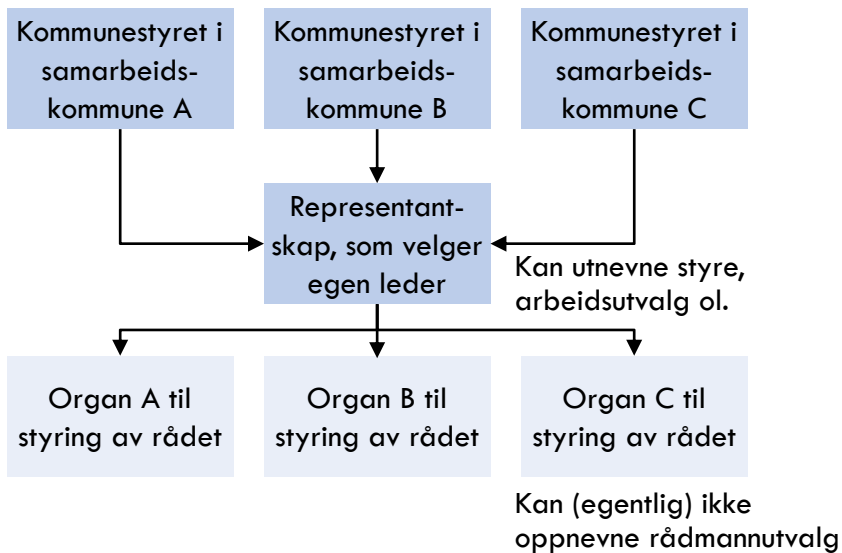 Kommunestyret i
samarbeids-
kommune A
Kommunestyret i
samarbeids-
kommune B
Kommunestyret i
samarbeids-
kommune C
Representant-
skap, som velger
egen leder
Kan utnevne styre,
arbeidsutvalg ol.
Organ A til
styring av rådet
Organ B til
styring av rådet
Organ C til
styring av rådet
Kan (egentlig) ikke
oppnevne rådmannutvalg